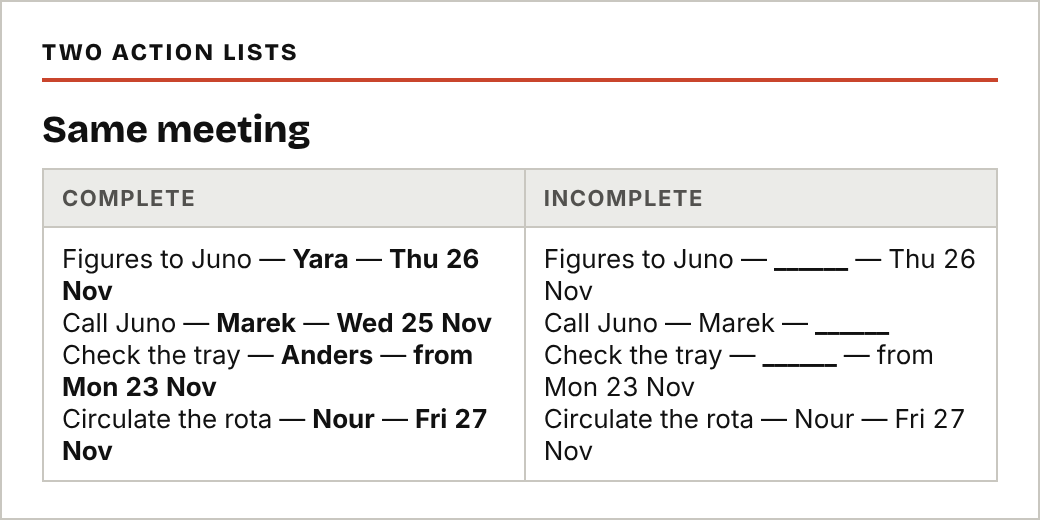 TWO ACTION LISTS
Same meeting
COMPLETE
Figures to Juno — Yara — Thu 26
Nov
Call Juno — Marek — Wed 25 Nov
Check the tray — Anders — from
Mon 23 Nov
Circulate the rota — Nour — Fri 27
Nov
INCOMPLETE
Figures to Juno — ______ — Thu 26
Nov
Call Juno — Marek — ______
Check the tray — ______ — from
Mon 23 Nov
Circulate the rota — Nour — Fri 27
Nov